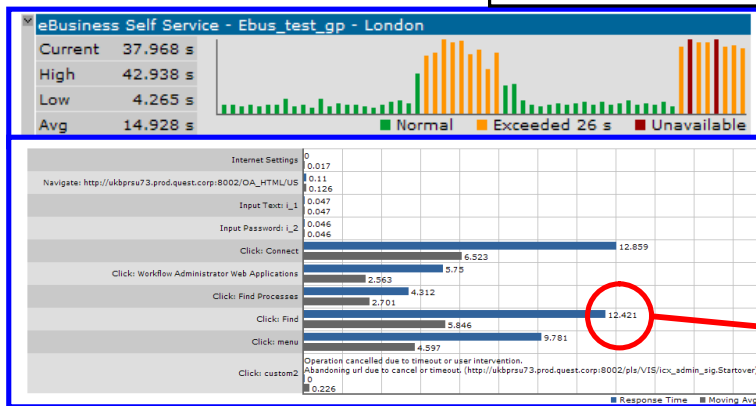 eBusiness Self Service - Ebus_test_gp - London
Current 37.968 s
High 42.938 s
Low 4.265 s
Avg 14.928 s
Normal Exceeded 26 s Unavailable
Internet Settings 0
0.017
Navigate: http://ukbprsu73.prod.quest.corp:8002/OA_HTML/US 0.11
0.126
Input Text: i_1 0.047
0.047
Input Password: i_2 0.046
0.046
Click: Connect 12.859
6.523
Click: Workflow Administrator Web Applications 5.75
2.563
Click: Find Processes 4.312
2.701
Click: Find 12.421
5.846
Click: menu 9.781
4.597
Operation cancelled due to timeout or user intervention.
Click: custom2 Abandoning url due to cancel or timeout. (http://ukbprsu73.prod.quest.corp:8002/pls/VIS/icx_admin_sig.Startover)
0
0.226
Response Time Moving Avg